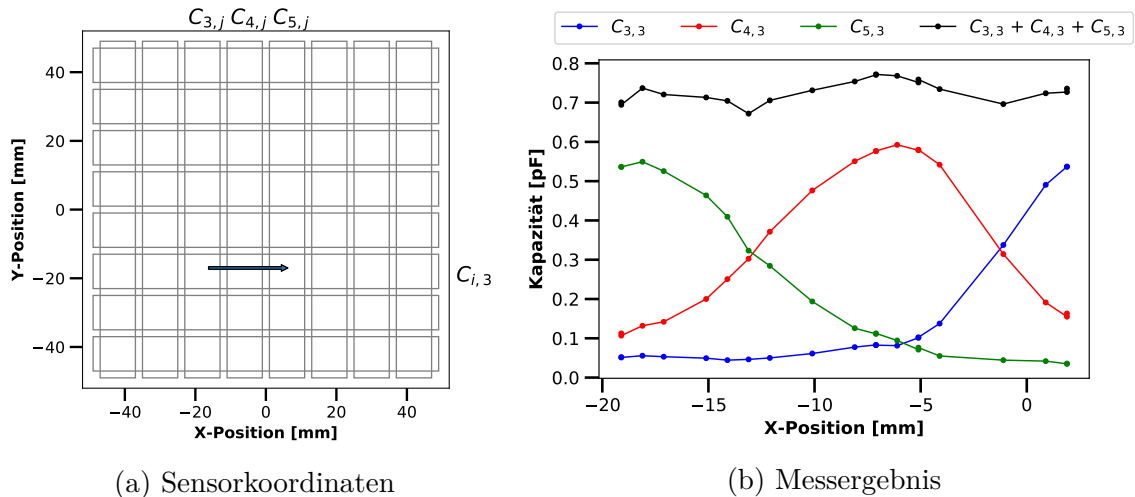 C3,j C4,j C5,j
40
20
0
−20
−40
Y-Position [mm]
Ci,3
−40 −20 0 20 40
X-Position [mm]
(a) Sensorkoordinaten
C3,3 C4,3 C5,3 C3,3 + C4,3 + C5,3
0.8
0.7
0.6
0.5
0.4
0.3
0.2
0.1
0.0
Kapazität [pF]
−20 −15 −10 −5 0
X-Position [mm]
(b) Messergebnis